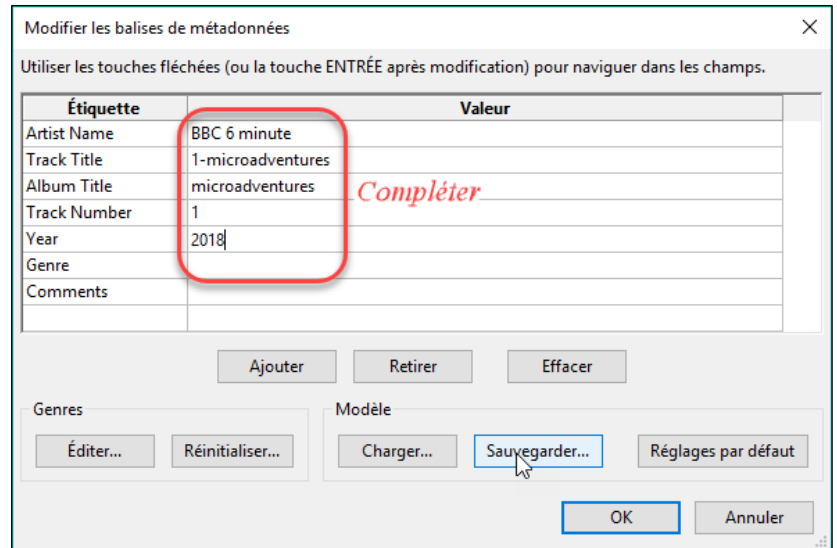 Modifier les balises de métadonnées
Utiliser les touches fléchées (ou la touche ENTRÉE après modification) pour naviguer dans les champs.
Étiquette Valeur
Artist Name BBC 6 minute
Track Title 1-microadventures
Album Title microadventures
Compléter
Track Number 1
Year 2018
Genre
Comments
Ajouter Retirer Effacer
Genres Modèle
Éditer... Réinitialiser... Charger... Sauvegarder... Réglages par défaut
OK Annuler